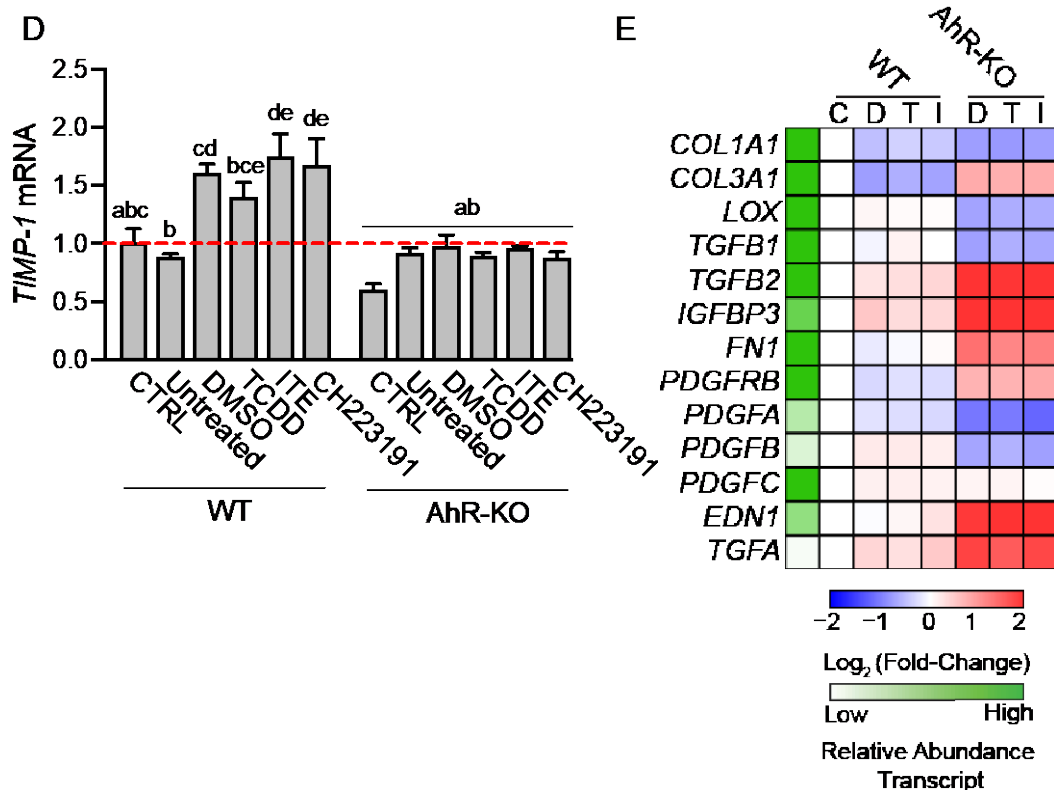 D
2.5
2.0
1.5
1.0
0.5
0.0
TIMP-1 mRNA
abc
b
cd
bce
de
de
ab
CTRL
Untreated
DMSO
TCDD
ITE
CH223191
CTRL
Untreated
DMSO
TCDD
ITE
CH223191
WT
AhR-KO
E
WT
AhR-KO
C D T I D T I
COL1A1
COL3A1
LOX
TGFB1
TGFB2
IGFBP3
FN1
PDGFRB
PDGFA
PDGFB
PDGFC
EDN1
TGFA
−2 −1 0 1 2
Log₂ (Fold-Change)
Low High
Relative Abundance
Transcript